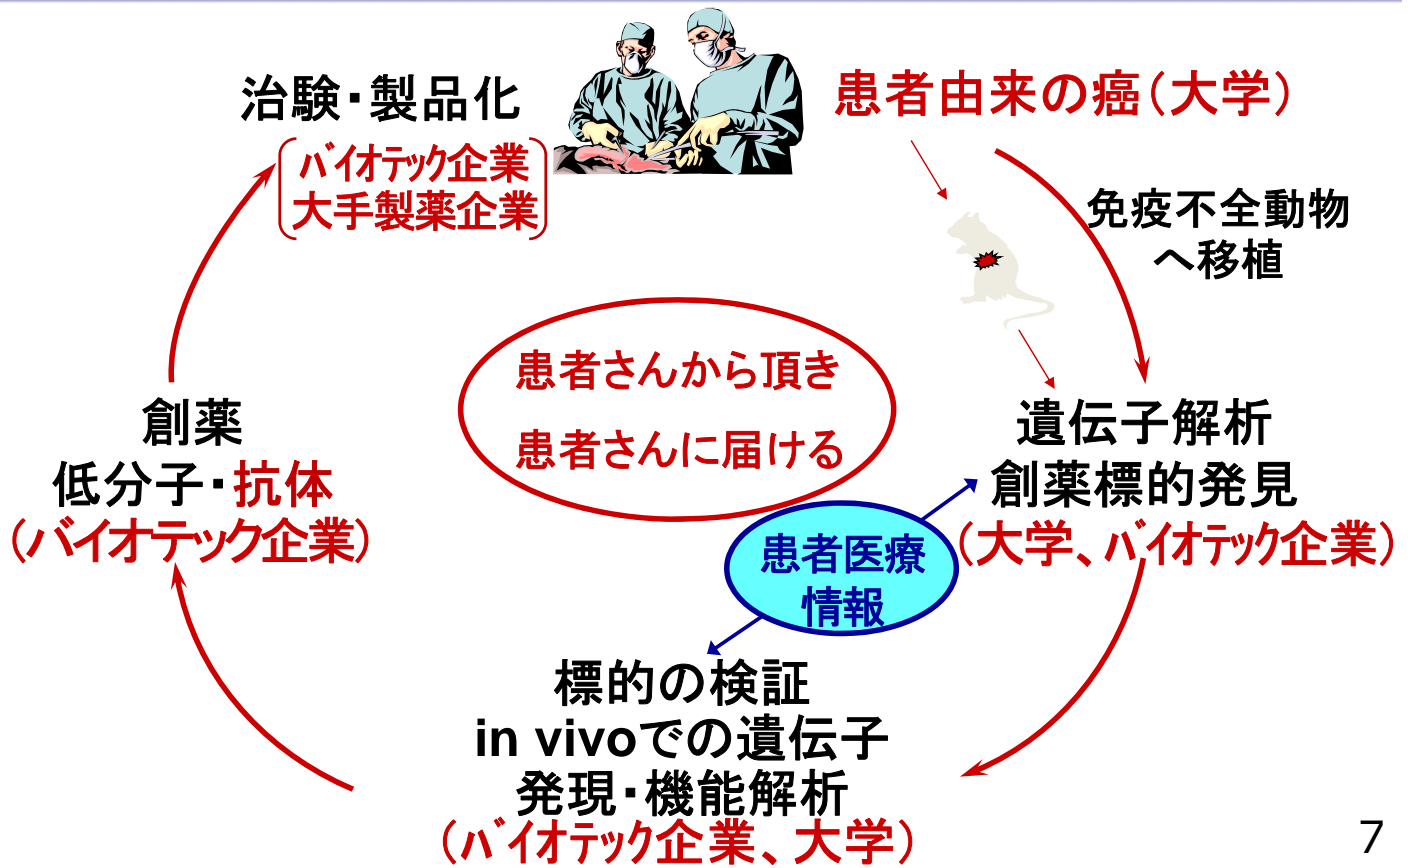 治験・製品化
バイオテック企業
大手製薬企業
患者由来の癌(大学)
免疫不全動物
へ移植
患者さんから頂き
患者さんに届ける
遺伝子解析
創薬標的発見
(大学、バイオテック企業)
患者医療
情報
標的の検証
in vivoでの遺伝子
発現・機能解析
(バイオテック企業、大学)
創薬
低分子・抗体
(バイオテック企業)
7